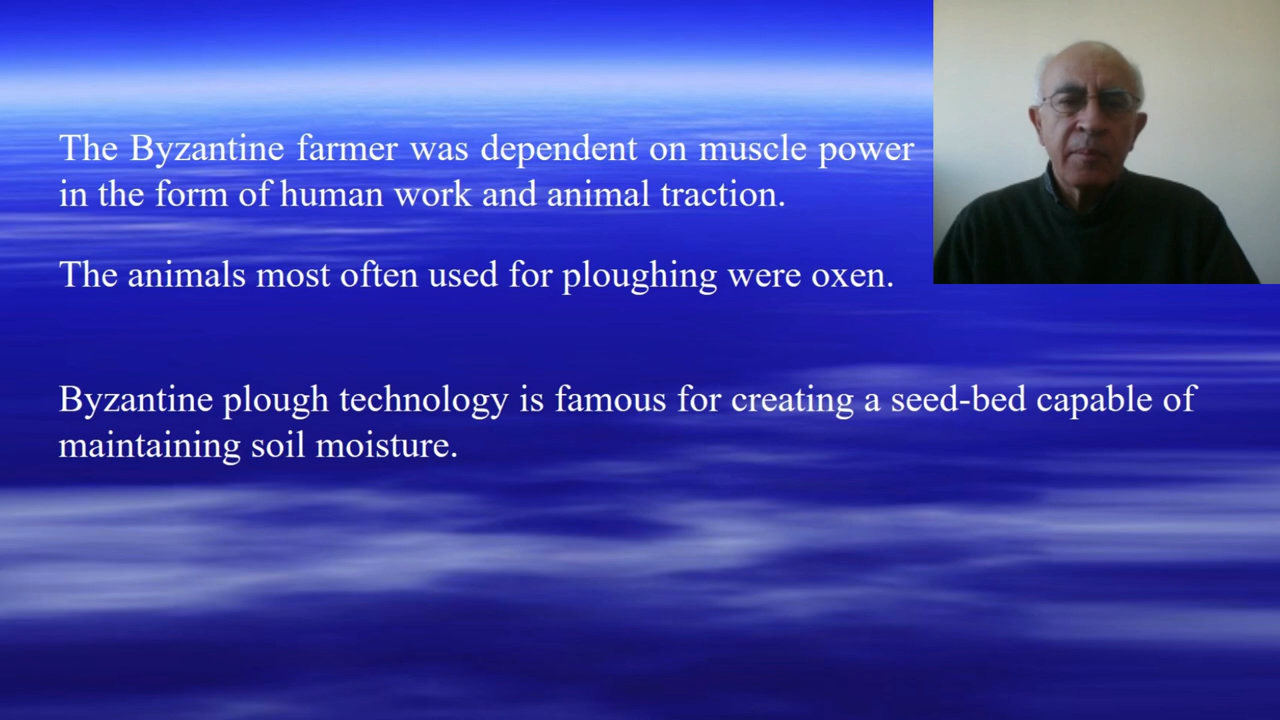 The Byzantine farmer was dependent on muscle power
in the form of human work and animal traction.
The animals most often used for ploughing were oxen.
Byzantine plough technology is famous for creating a seed-bed capable of
maintaining soil moisture.